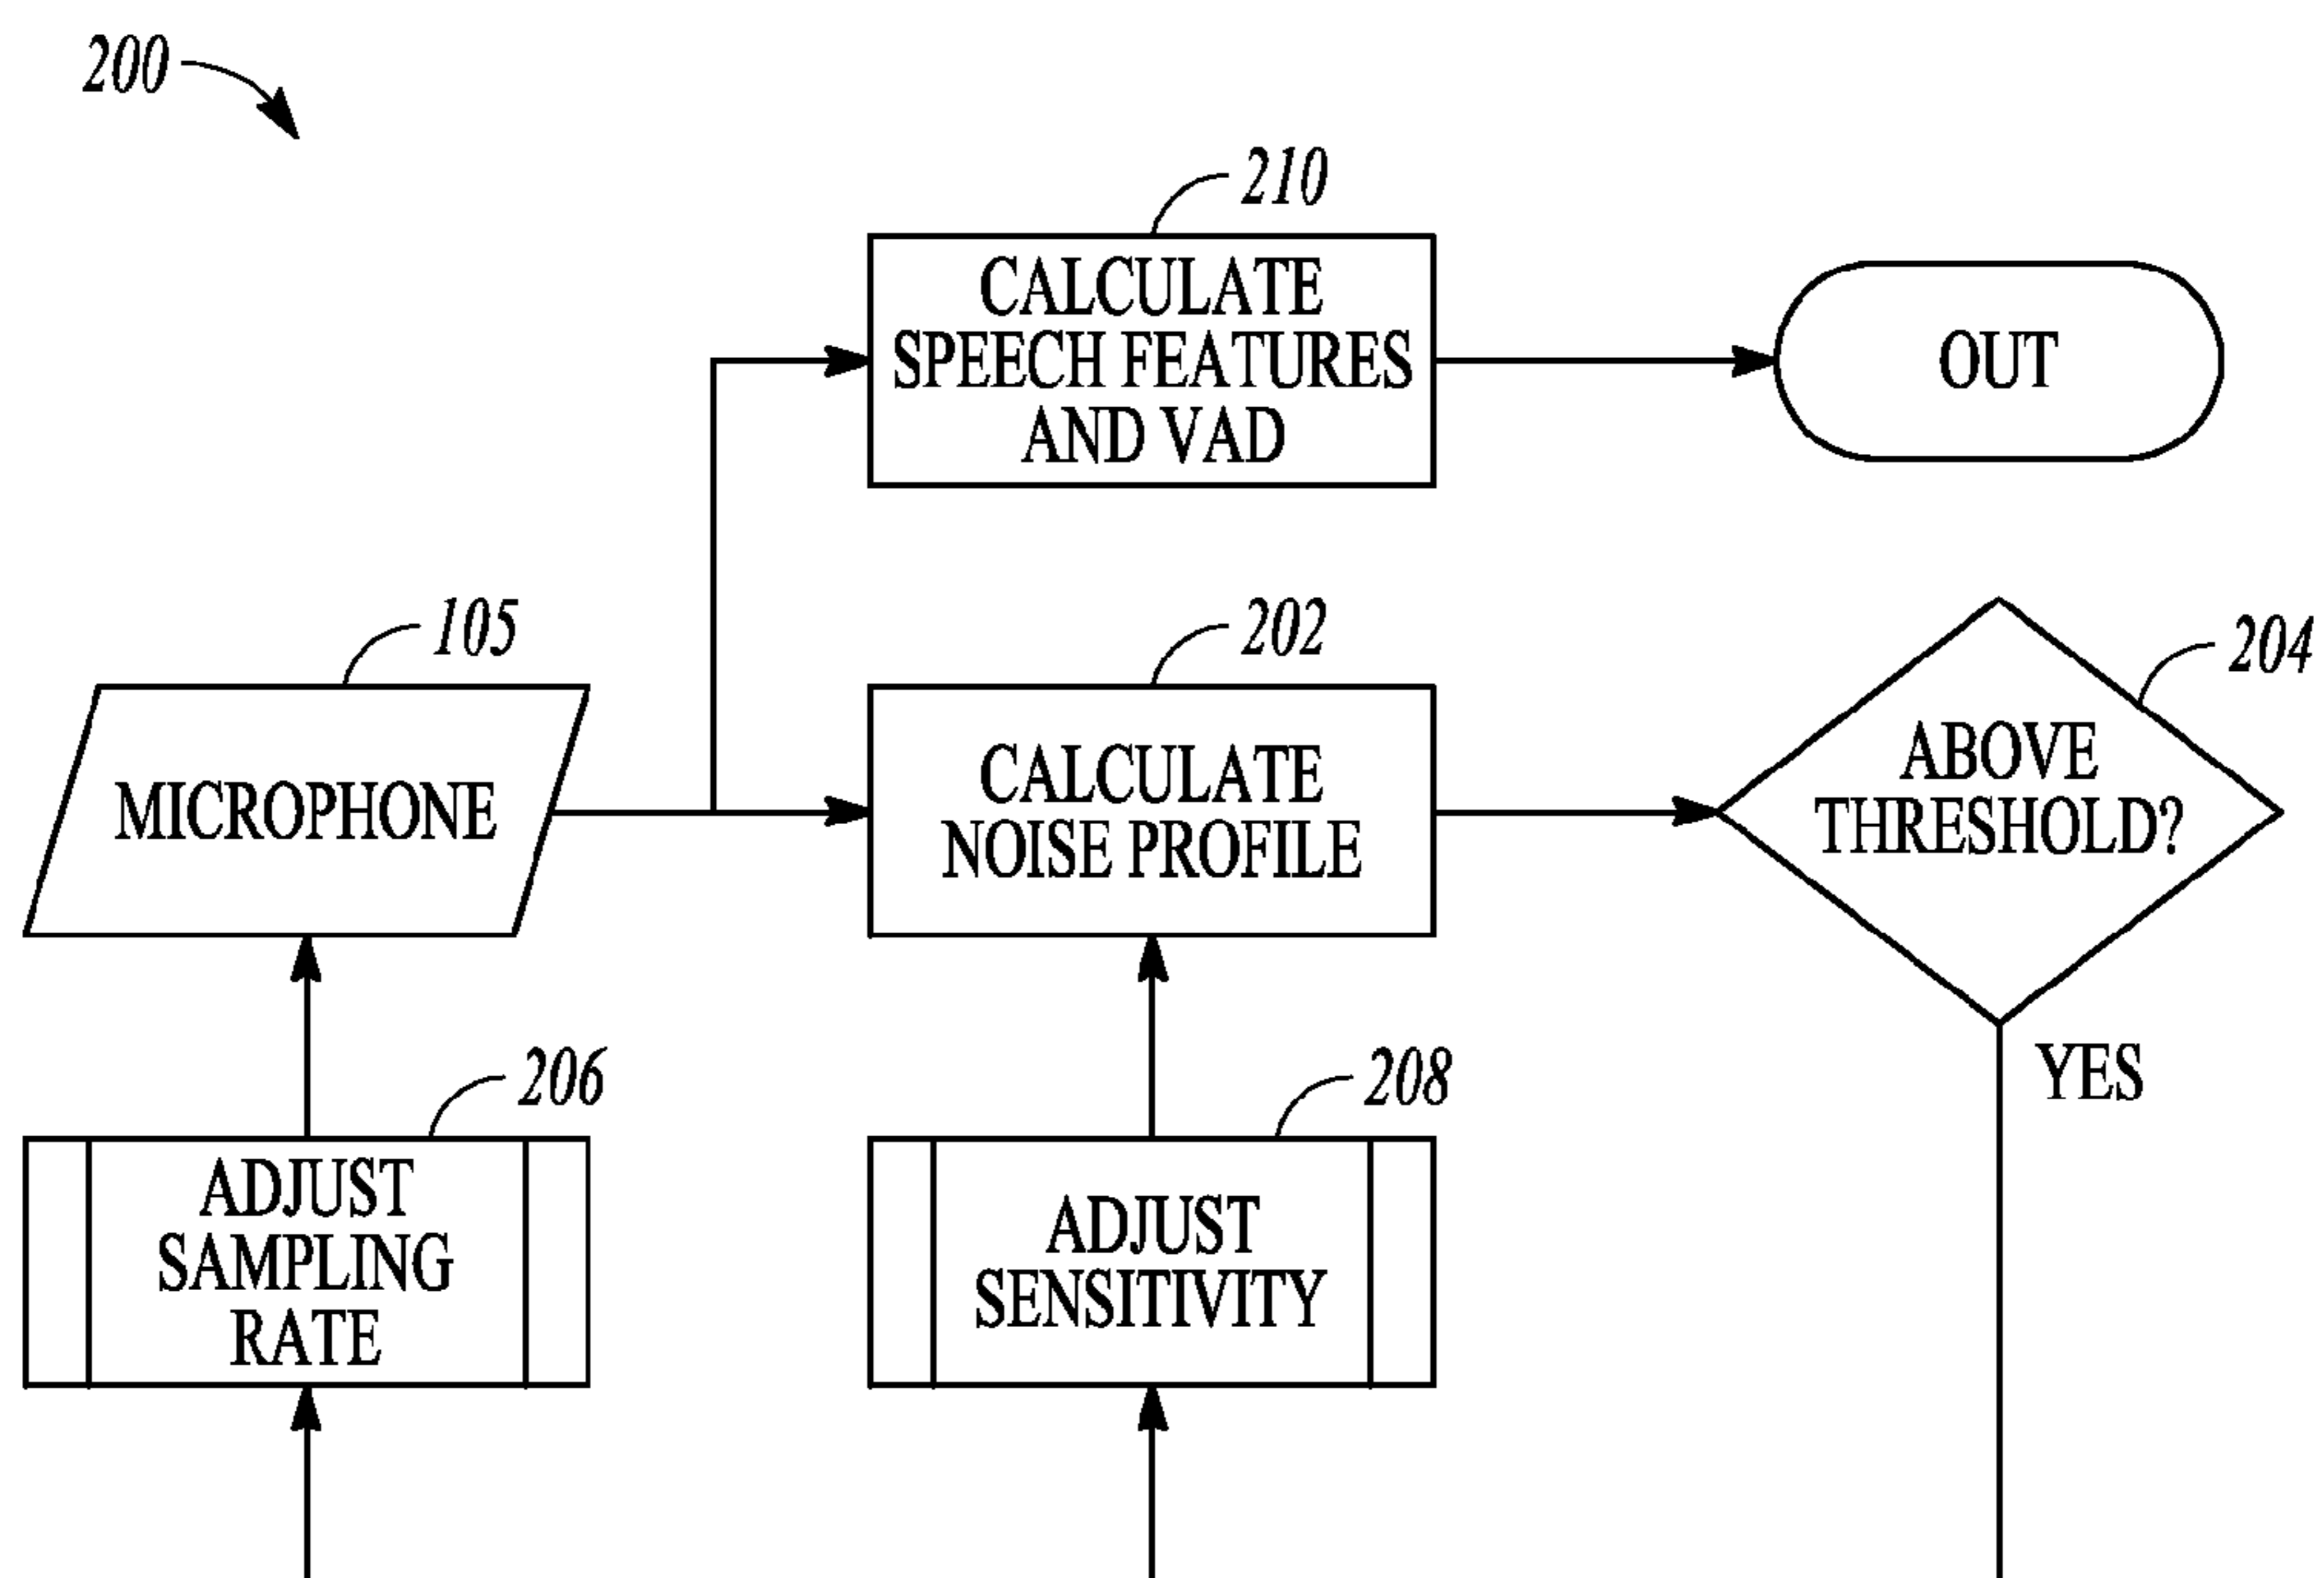 200
210
CALCULATE
SPEECH FEATURES
AND VAD
OUT
105
202
204
MICROPHONE
CALCULATE
NOISE PROFILE
ABOVE
THRESHOLD?
YES
206
208
ADJUST
SAMPLING
RATE
ADJUST
SENSITIVITY